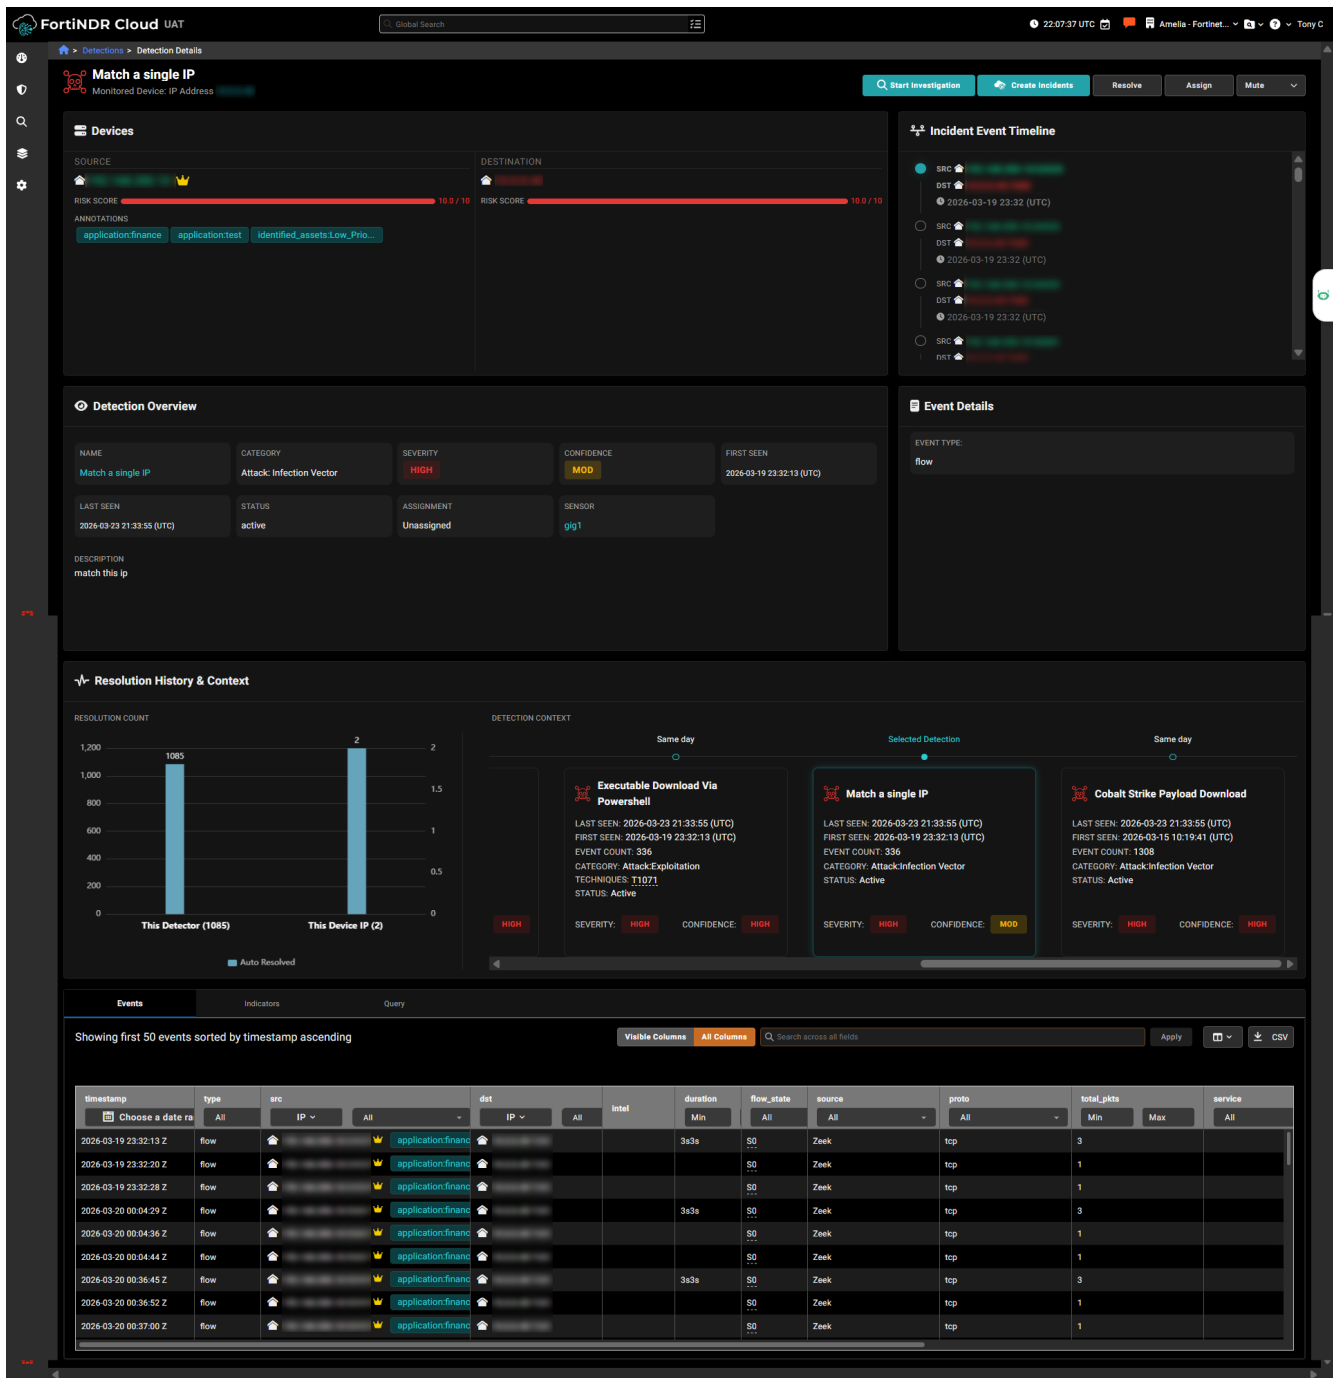 FortiNDR Cloud UAT
Global Search
22:07:37 UTC
Amelia - Fortinet...
Tony C
> Detections > Detection Details
Match a single IP
Monitored Device: IP Address
Start Investigation
Create Incidents
Resolve
Assign
Mute
Devices
SOURCE
DESTINATION
RISK SCORE 10.0 / 10
RISK SCORE 10.0 / 10
ANNOTATIONS
application:finance
application:test
identified_assets:Low_Prio...
Incident Event Timeline
SRC
DST
2026-03-19 23:32 (UTC)
SRC
DST
2026-03-19 23:32 (UTC)
SRC
DST
2026-03-19 23:32 (UTC)
SRC
DST
Detection Overview
NAME
Match a single IP
CATEGORY
Attack: Infection Vector
SEVERITY
HIGH
CONFIDENCE
MOD
FIRST SEEN
2026-03-19 23:32:13 (UTC)
LAST SEEN
2026-03-23 21:33:55 (UTC)
STATUS
active
ASSIGNMENT
Unassigned
SENSOR
gig1
DESCRIPTION
match this ip
Event Details
EVENT TYPE:
flow
Resolution History & Context
RESOLUTION COUNT
1,200
1,000
800
600
400
200
0
1085
2
2
1.5
1
0.5
0
This Detector (1085)
This Device IP (2)
Auto Resolved
DETECTION CONTEXT
Same day
Selected Detection
Same day
HIGH
Executable Download Via
Powershell
LAST SEEN: 2026-03-23 21:33:55 (UTC)
FIRST SEEN: 2026-03-19 23:32:13 (UTC)
EVENT COUNT: 336
CATEGORY: Attack:Exploitation
TECHNIQUES: T1071
STATUS: Active
SEVERITY: HIGH CONFIDENCE: HIGH
Match a single IP
LAST SEEN: 2026-03-23 21:33:55 (UTC)
FIRST SEEN: 2026-03-19 23:32:13 (UTC)
EVENT COUNT: 336
CATEGORY: Attack:Infection Vector
STATUS: Active
SEVERITY: HIGH CONFIDENCE: MOD
Cobalt Strike Payload Download
LAST SEEN: 2026-03-23 21:33:55 (UTC)
FIRST SEEN: 2026-03-15 10:19:41 (UTC)
EVENT COUNT: 1308
CATEGORY: Attack:Infection Vector
STATUS: Active
SEVERITY: HIGH CONFIDENCE: HIGH
Events
Indicators
Query
Showing first 50 events sorted by timestamp ascending
Visible Columns
All Columns
Search across all fields
Apply
CSV
timestamp type src dst intel duration flow_state source proto total_pkts service
Choose a date ra All IP All IP All Min All All All Min Max All
2026-03-19 23:32:13 Z flow application:financ 3s3s S0 Zeek tcp 3
2026-03-19 23:32:20 Z flow application:financ S0 Zeek tcp 1
2026-03-19 23:32:28 Z flow application:financ S0 Zeek tcp 1
2026-03-20 00:04:29 Z flow application:financ 3s3s S0 Zeek tcp 3
2026-03-20 00:04:36 Z flow application:financ S0 Zeek tcp 1
2026-03-20 00:04:44 Z flow application:financ S0 Zeek tcp 1
2026-03-20 00:36:45 Z flow application:financ 3s3s S0 Zeek tcp 3
2026-03-20 00:36:52 Z flow application:financ S0 Zeek tcp 1
2026-03-20 00:37:00 Z flow application:financ S0 Zeek tcp 1